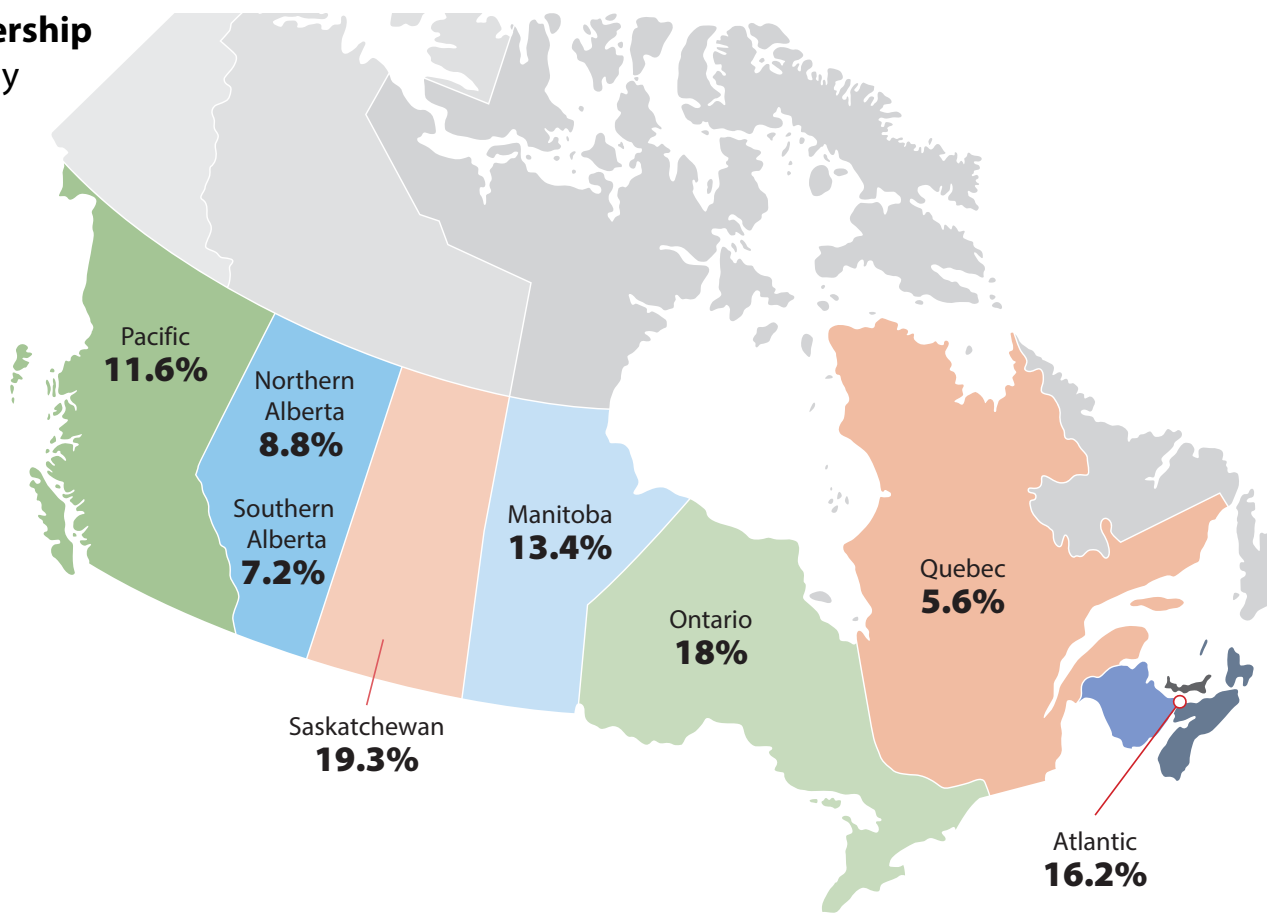 ership
y
Pacific
11.6%
Northern
Alberta
8.8%
Southern
Alberta
7.2%
Manitoba
13.4%
Ontario
18%
Quebec
5.6%
Saskatchewan
19.3%
Atlantic
16.2%